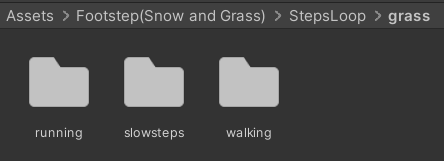 Assets > Footstep(Snow and Grass) > StepsLoop > grass
running slowsteps walking